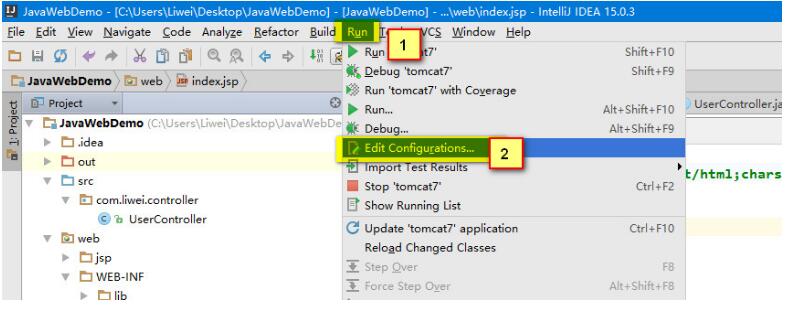 JavaWebDemo - [C:\Users\Liwei\Desktop\JavaWebDemo] - [JavaWebDemo] - ...\web\index.jsp - IntelliJ IDEA 15.0.3
File Edit View Navigate Code Analyze Refactor Build Run VCS Window Help
1
JavaWebDemo web index.jsp
Project
1: Project
JavaWebDemo (C:\Users\Liwei\Desktop\JavaWebDe
.idea
out
src
com.liwei.controller
UserController
web
jsp
WEB-INF
lib
Run cat7' Shift+F10
Debug 'tomcat7' Shift+F9
Run 'tomcat7' with Coverage
Run... Alt+Shift+F10
Debug... Alt+Shift+F9
Edit Configurations...
2
Import Test Results
Stop 'tomcat7' Ctrl+F2
Show Running List
Update 'tomcat7' application Ctrl+F10
Reload Changed Classes
Step Over F8
Force Step Over Alt+Shift+F8
UserController.ja
t/html;chars